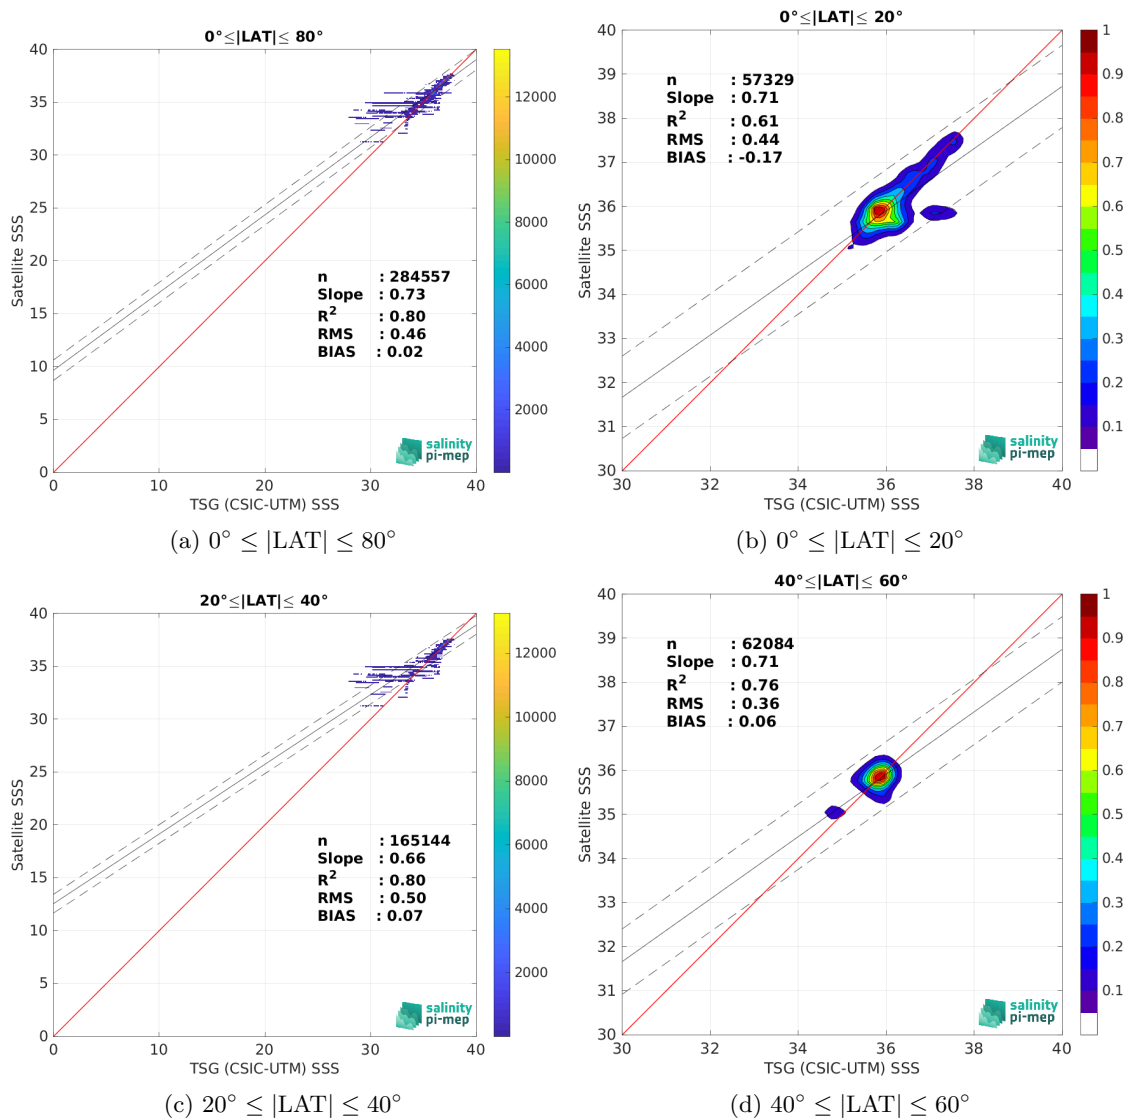 0°≤|LAT|≤ 80°
40
35
30
25
20
15
10
5
0
0
10
20
30
40
Satellite SSS
TSG (CSIC-UTM) SSS
n : 284557
Slope : 0.73
R² : 0.80
RMS : 0.46
BIAS : 0.02
salinity
pi-mep
12000
10000
8000
6000
4000
2000
(a) 0° ≤ |LAT| ≤ 80°
0°≤|LAT|≤ 20°
40
39
38
37
36
35
34
33
32
31
30
30
32
34
36
38
40
Satellite SSS
TSG (CSIC-UTM) SSS
n : 57329
Slope : 0.71
R² : 0.61
RMS : 0.44
BIAS : -0.17
salinity
pi-mep
1
0.9
0.8
0.7
0.6
0.5
0.4
0.3
0.2
0.1
(b) 0° ≤ |LAT| ≤ 20°
20°≤|LAT|≤ 40°
40
35
30
25
20
15
10
5
0
0
10
20
30
40
Satellite SSS
TSG (CSIC-UTM) SSS
n : 165144
Slope : 0.66
R² : 0.80
RMS : 0.50
BIAS : 0.07
salinity
pi-mep
12000
10000
8000
6000
4000
2000
(c) 20° ≤ |LAT| ≤ 40°
40°≤|LAT|≤ 60°
40
39
38
37
36
35
34
33
32
31
30
30
32
34
36
38
40
Satellite SSS
TSG (CSIC-UTM) SSS
n : 62084
Slope : 0.71
R² : 0.76
RMS : 0.36
BIAS : 0.06
salinity
pi-mep
1
0.9
0.8
0.7
0.6
0.5
0.4
0.3
0.2
0.1
(d) 40° ≤ |LAT| ≤ 60°